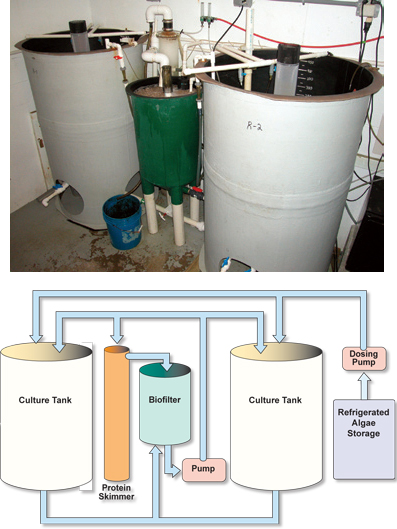 R-2
Dosing
Pump
Culture Tank
Biofilter
Culture Tank
Refrigerated
Algae
Storage
Pump
Protein
Skimmer